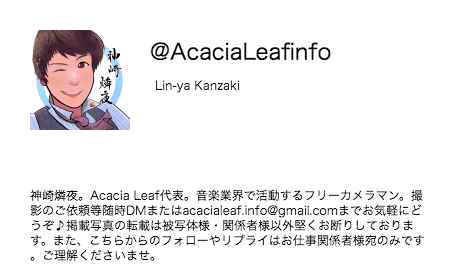 @AcaciaLeafinfo
Lin-ya Kanzaki
神崎燐夜
神崎燐夜。Acacia Leaf代表。音楽業界で活動するフリーカメラマン。撮
影のご依頼等随時DMまたはacacialeaf.info@gmail.comまでお気軽にど
うぞ♪掲載写真の転載は被写体様・関係者様以外堅くお断りしておりま
す。また、こちらからのフォローやリプライはお仕事関係者様宛のみです
。ご理解くださいませ。